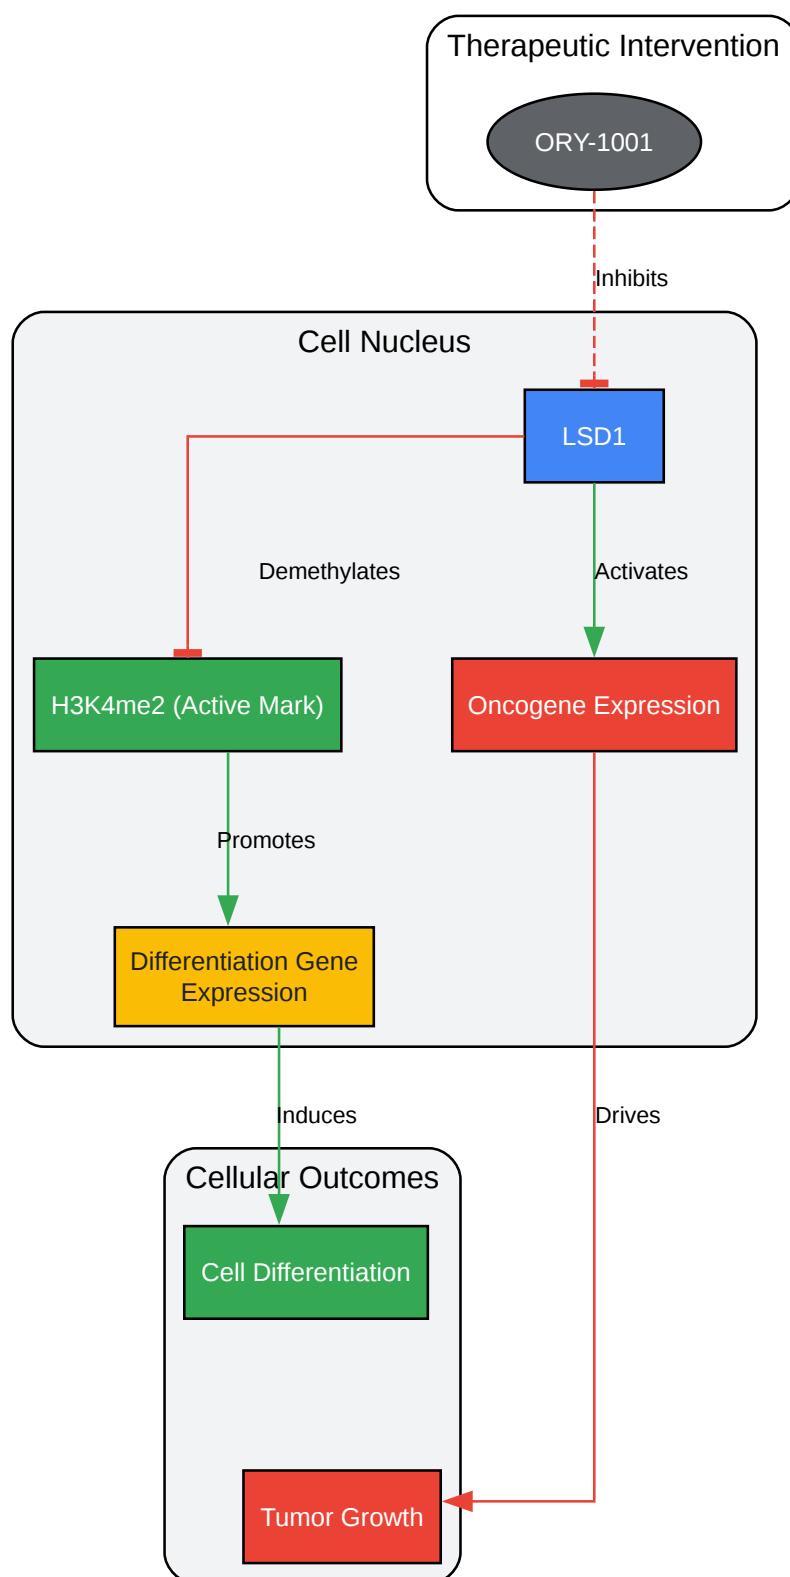 Therapeutic Intervention
ORY-1001
Inhibits
Cell Nucleus
LSD1
Demethylates
Activates
H3K4me2 (Active Mark)
Oncogene Expression
Promotes
Differentiation Gene
Expression
Induces
Drives
Cellular Outcomes
Cell Differentiation
Tumor Growth